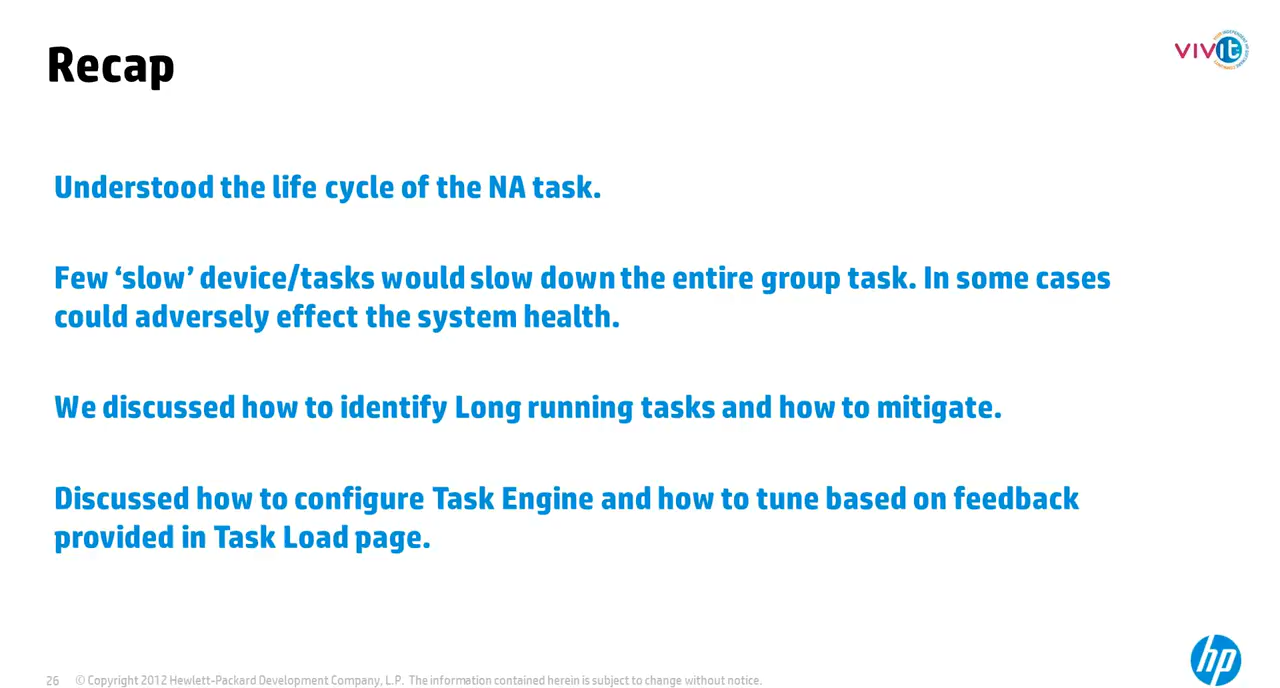 Recap
VIVit
Understood the life cycle of the NA task.
Few ‘slow’ device/tasks would slow down the entire group task. In some cases
could adversely effect the system health.
We discussed how to identify Long running tasks and how to mitigate.
Discussed how to configure Task Engine and how to tune based on feedback
provided in Task Load page.
hp
26 © Copyright 2012 Hewlett-Packard Development Company, L.P. The information contained herein is subject to change without notice.